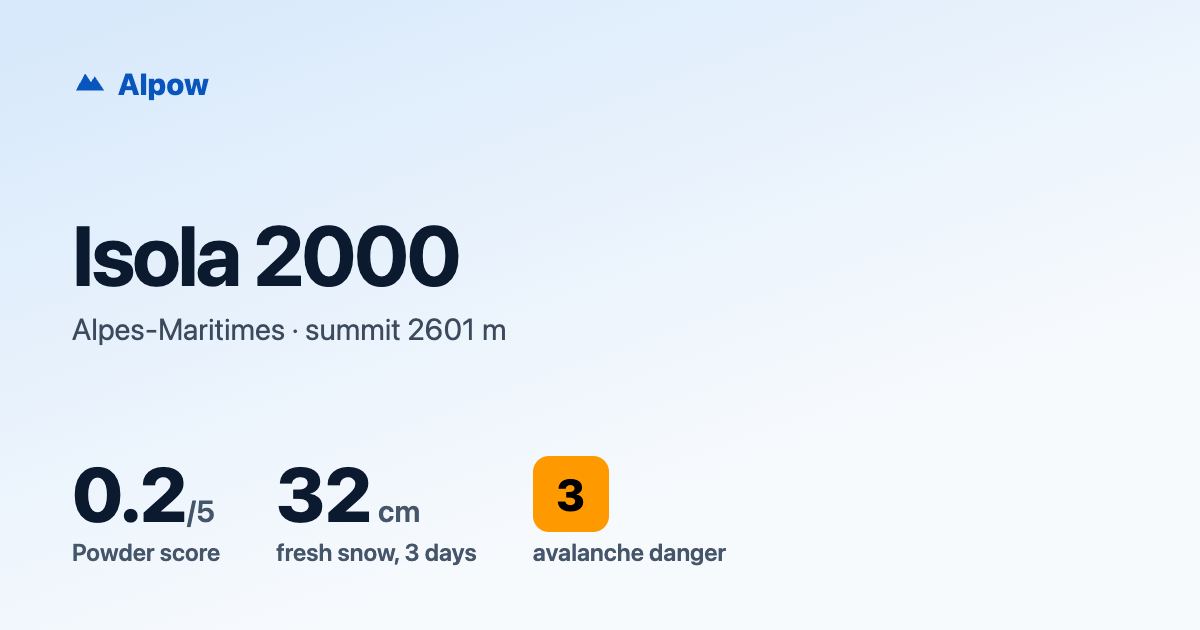 Alpow
Isola 2000
Alpes-Maritimes · summit 2601 m
0.2/5
Powder score
32 cm
fresh snow, 3 days
3
avalanche danger